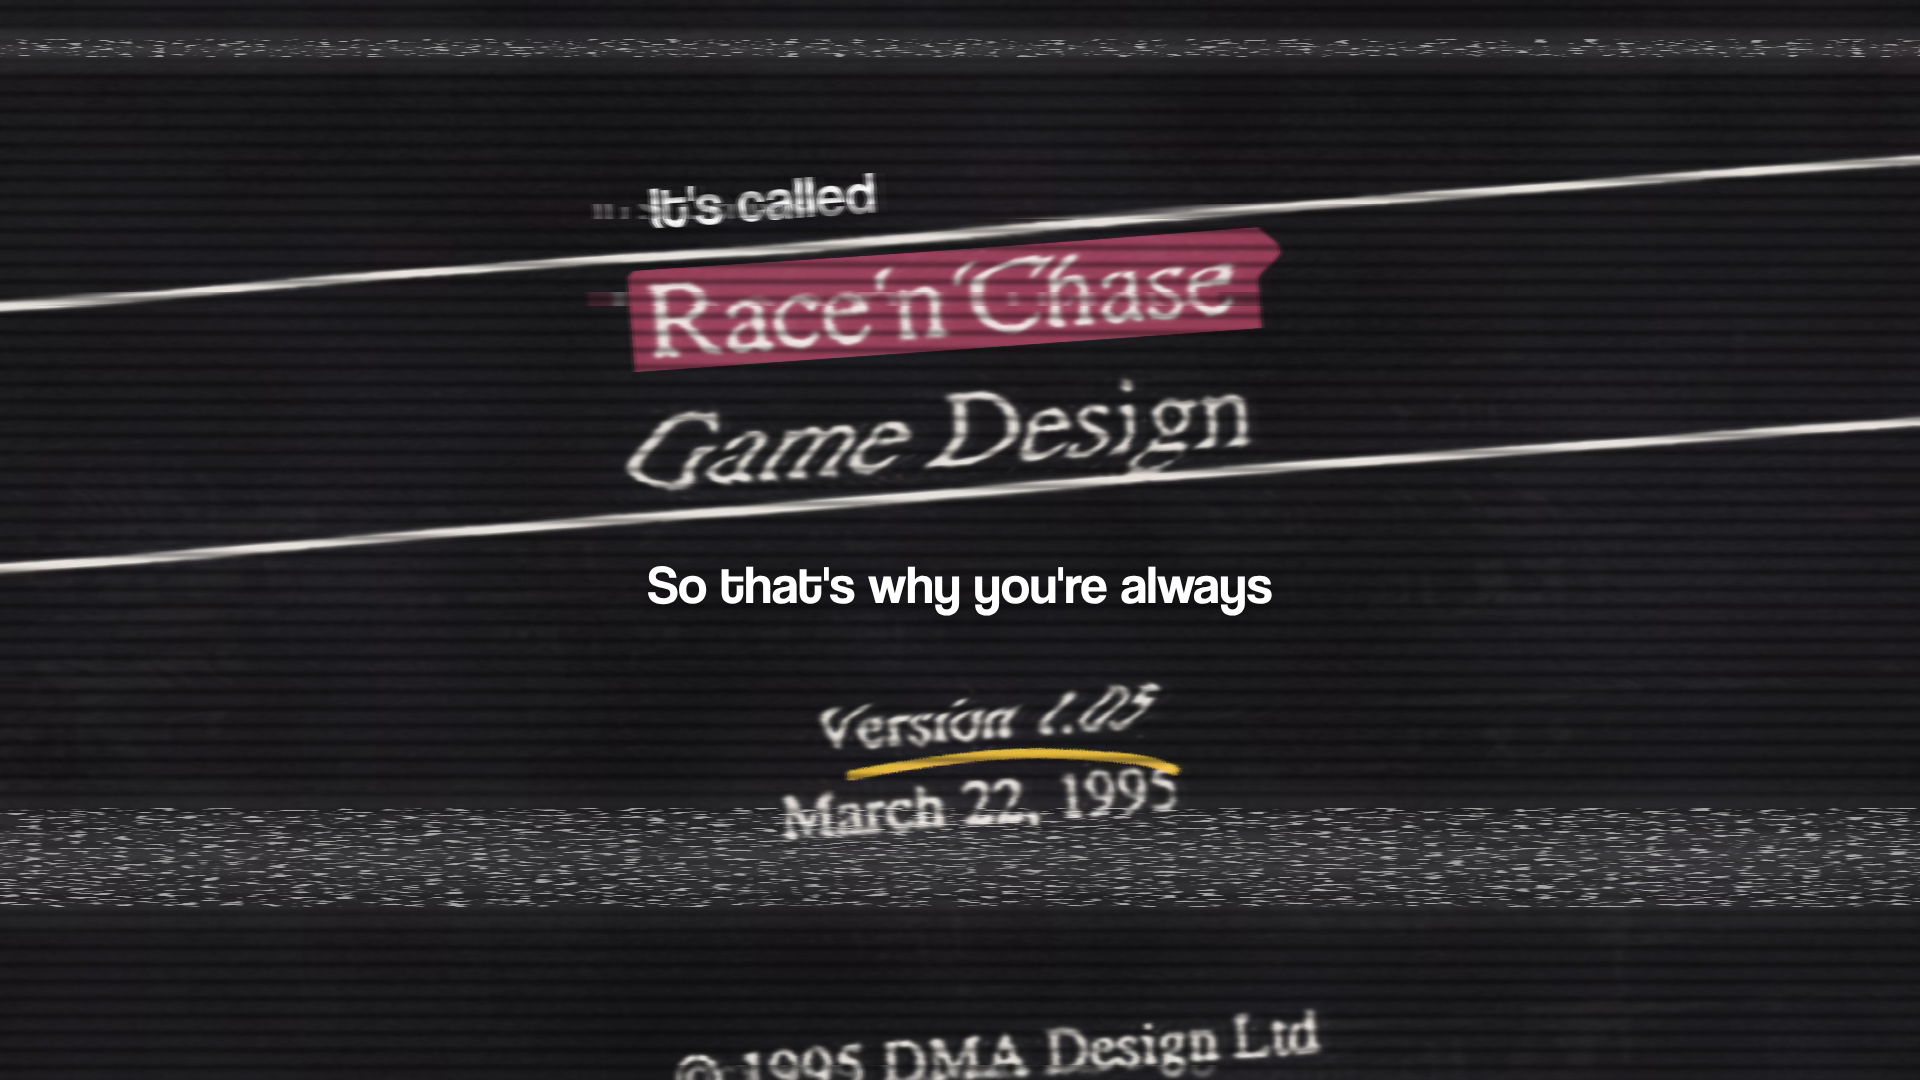 It's called
Race'n'Chase
Game Design
So that's why you're always
Version 1.05
March 22, 1995
© 1995 DMA Design Ltd